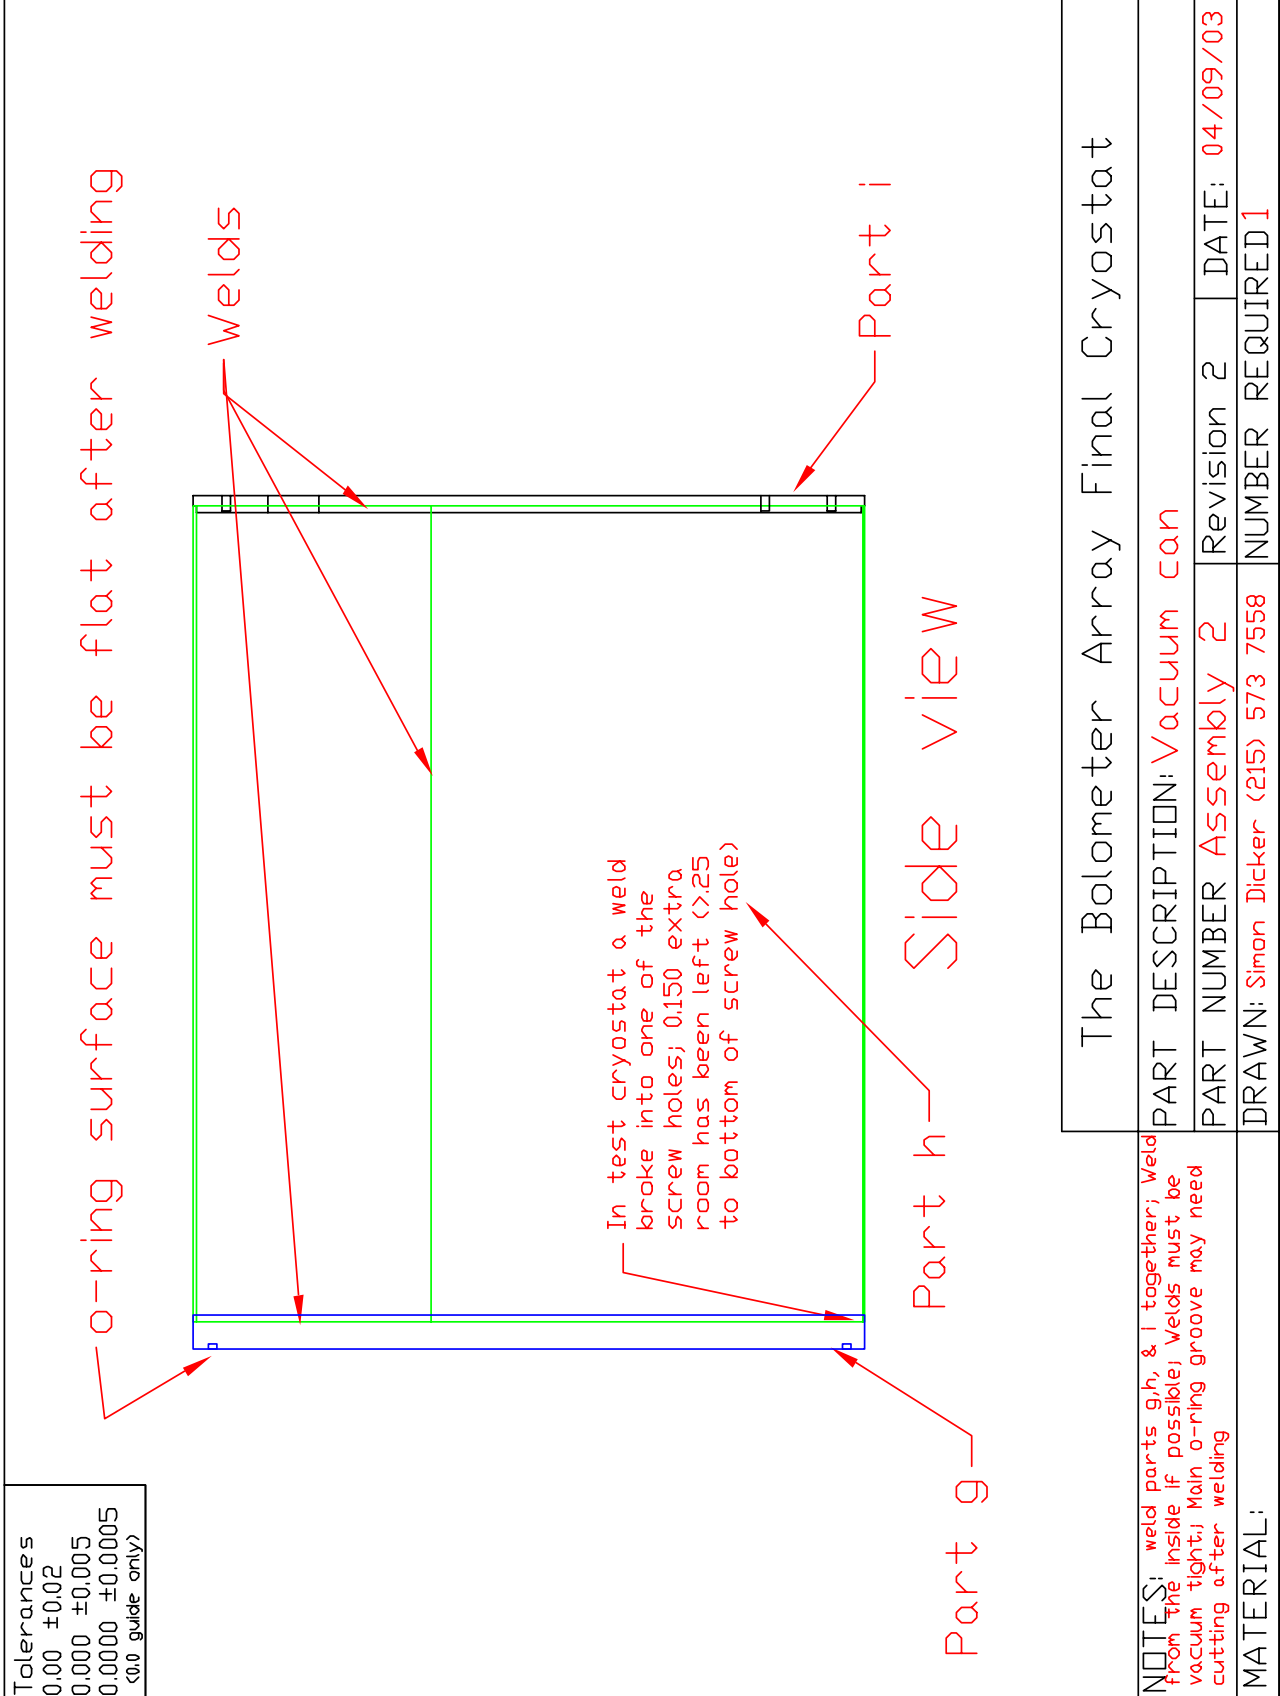 Tolerances
0.00 ±0.02
0.000 ±0.005
0.0000 ±0.0005
(0.0 guide only)
o-ring surface must be flat after welding
Welds
In test cryostat a weld
broke into one of the
screw holes; 0.150 extra
room has been left (>.25
to bottom of screw hole)
Part i
Part h
Side view
Part g
The Bolometer Array Final Cryostat
PART DESCRIPTION: Vacuum can
PART NUMBER Assembly 2
Revision 2
DATE: 04/09/03
DRAWN: Simon Dicker (215) 573 7558
NUMBER REQUIRED 1
NOTES: weld parts g,h, & I together; Weld
from the inside if possible; Welds must be
vacuum tight.; Main o-ring groove may need
cutting after welding
MATERIAL: